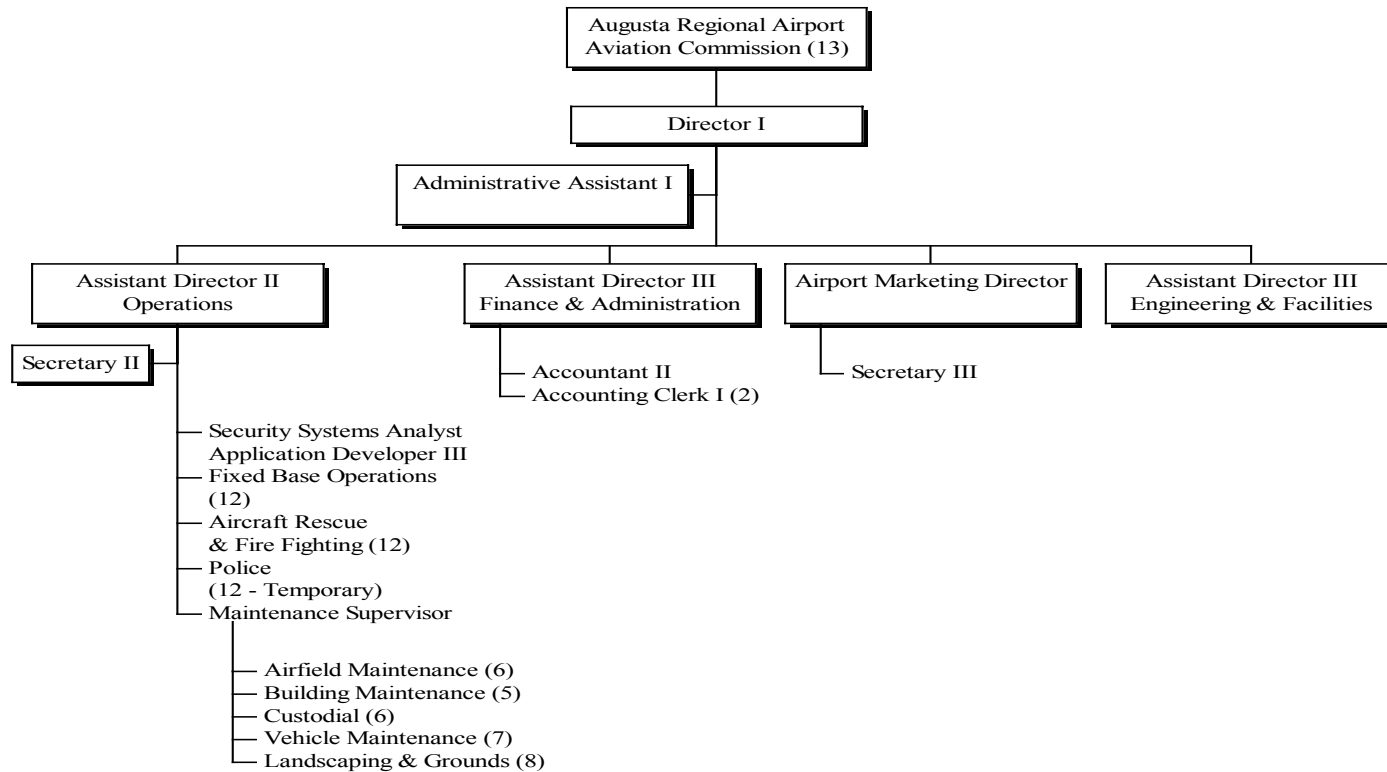 Augusta Regional Airport
Aviation Commission (13)
Director I
Administrative Assistant I
Assistant Director II
Operations
Assistant Director III
Finance & Administration
Airport Marketing Director
Assistant Director III
Engineering & Facilities
Secretary II
Accountant II
Accounting Clerk I (2)
Secretary III
Security Systems Analyst
Application Developer III
Fixed Base Operations
(12)
Aircraft Rescue
& Fire Fighting (12)
Police
(12 - Temporary)
Maintenance Supervisor
Airfield Maintenance (6)
Building Maintenance (5)
Custodial (6)
Vehicle Maintenance (7)
Landscaping & Grounds (8)